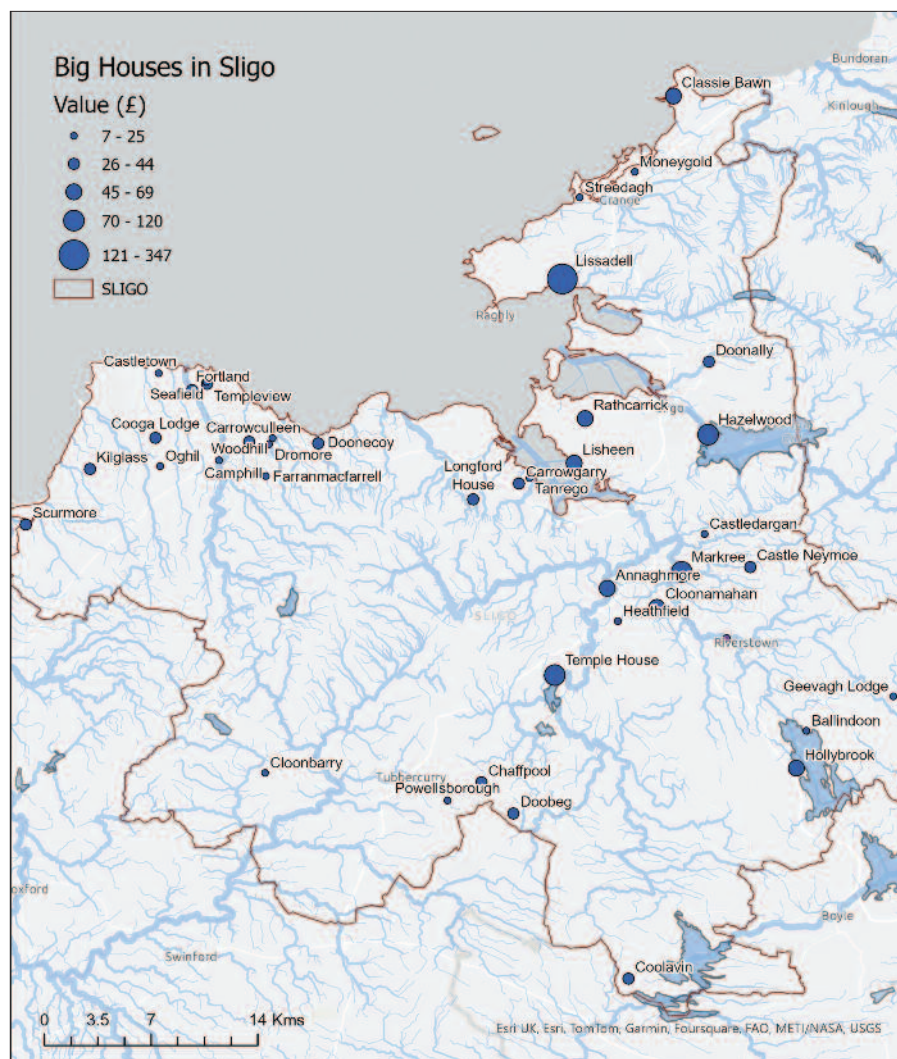 Big Houses in Sligo
Value (£)
7 - 25
26 - 44
45 - 69
70 - 120
121 - 347
SLIGO
Bundoran
Classie Bawn
Kinlough
Moneygold
Streedagh
Grange
Lissadell
Raghly
Castletown
Fortland
Seafield
Templeview
Doonally
Rathcarrick
Hazelwood
Cooga Lodge
Carrowculleen
Woodhill
Doonecoy
Dromore
Kilglass
Oghil
Camphill
Farranmacfarrell
Longford
House
Lisheen
Carrowgarry
Tanrego
Scurmore
Castledargan
Markree
Castle Neymoe
Annaghmore
Cloonamahan
Heathfield
SLIGO
Riverstown
Temple House
Geevagh Lodge
Ballindoon
Hollybrook
Cloonbarry
Tubbercurry
Chaffpool
Powellsborough
Doobeg
oxford
Boyle
Swinford
Coolavin
0 3.5 7 14 Kms
Esri UK, Esri, TomTom, Garmin, Foursquare, FAO, METI/NASA, USGS